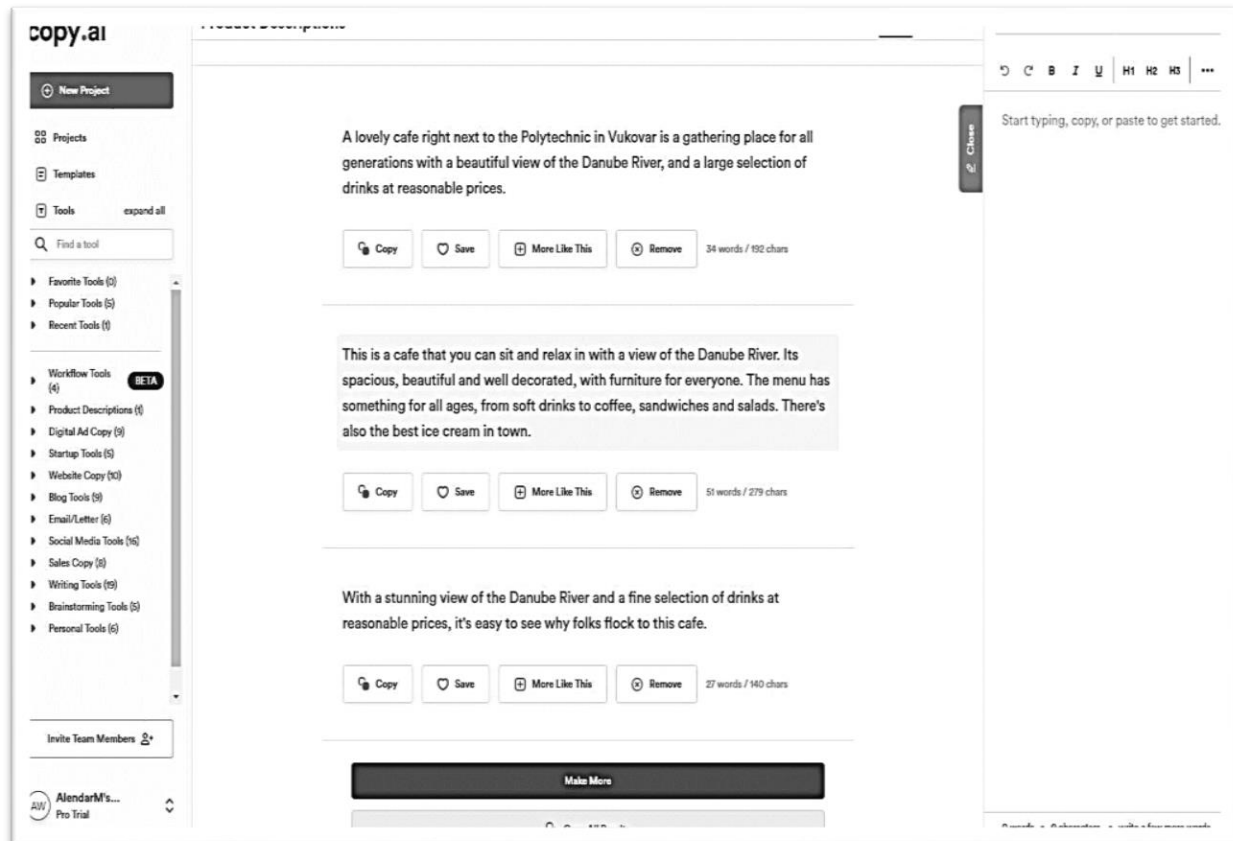 copy.ai
Product Descriptions
New Project
Projects
Templates
Tools expand all
Find a tool
Favorite Tools (0)
Popular Tools (5)
Recent Tools (1)
Workflow Tools
(4)
BETA
Product Descriptions (1)
Digital Ad Copy (9)
Startup Tools (5)
Website Copy (10)
Blog Tools (9)
Email/Letter (6)
Social Media Tools (16)
Sales Copy (8)
Writing Tools (19)
Brainstorming Tools (5)
Personal Tools (6)
Invite Team Members
AW
AlendarM's...
Pro Trial
A lovely cafe right next to the Polytechnic in Vukovar is a gathering place for all
generations with a beautiful view of the Danube River, and a large selection of
drinks at reasonable prices.
Copy Save More Like This Remove 34 words / 192 chars
This is a cafe that you can sit and relax in with a view of the Danube River. Its
spacious, beautiful and well decorated, with furniture for everyone. The menu has
something for all ages, from soft drinks to coffee, sandwiches and salads. There's
also the best ice cream in town.
Copy Save More Like This Remove 51 words / 279 chars
With a stunning view of the Danube River and a fine selection of drinks at
reasonable prices, it's easy to see why folks flock to this cafe.
Copy Save More Like This Remove 27 words / 140 chars
Make More
Close
B I U H1 H2 H3 •••
Start typing, copy, or paste to get started.